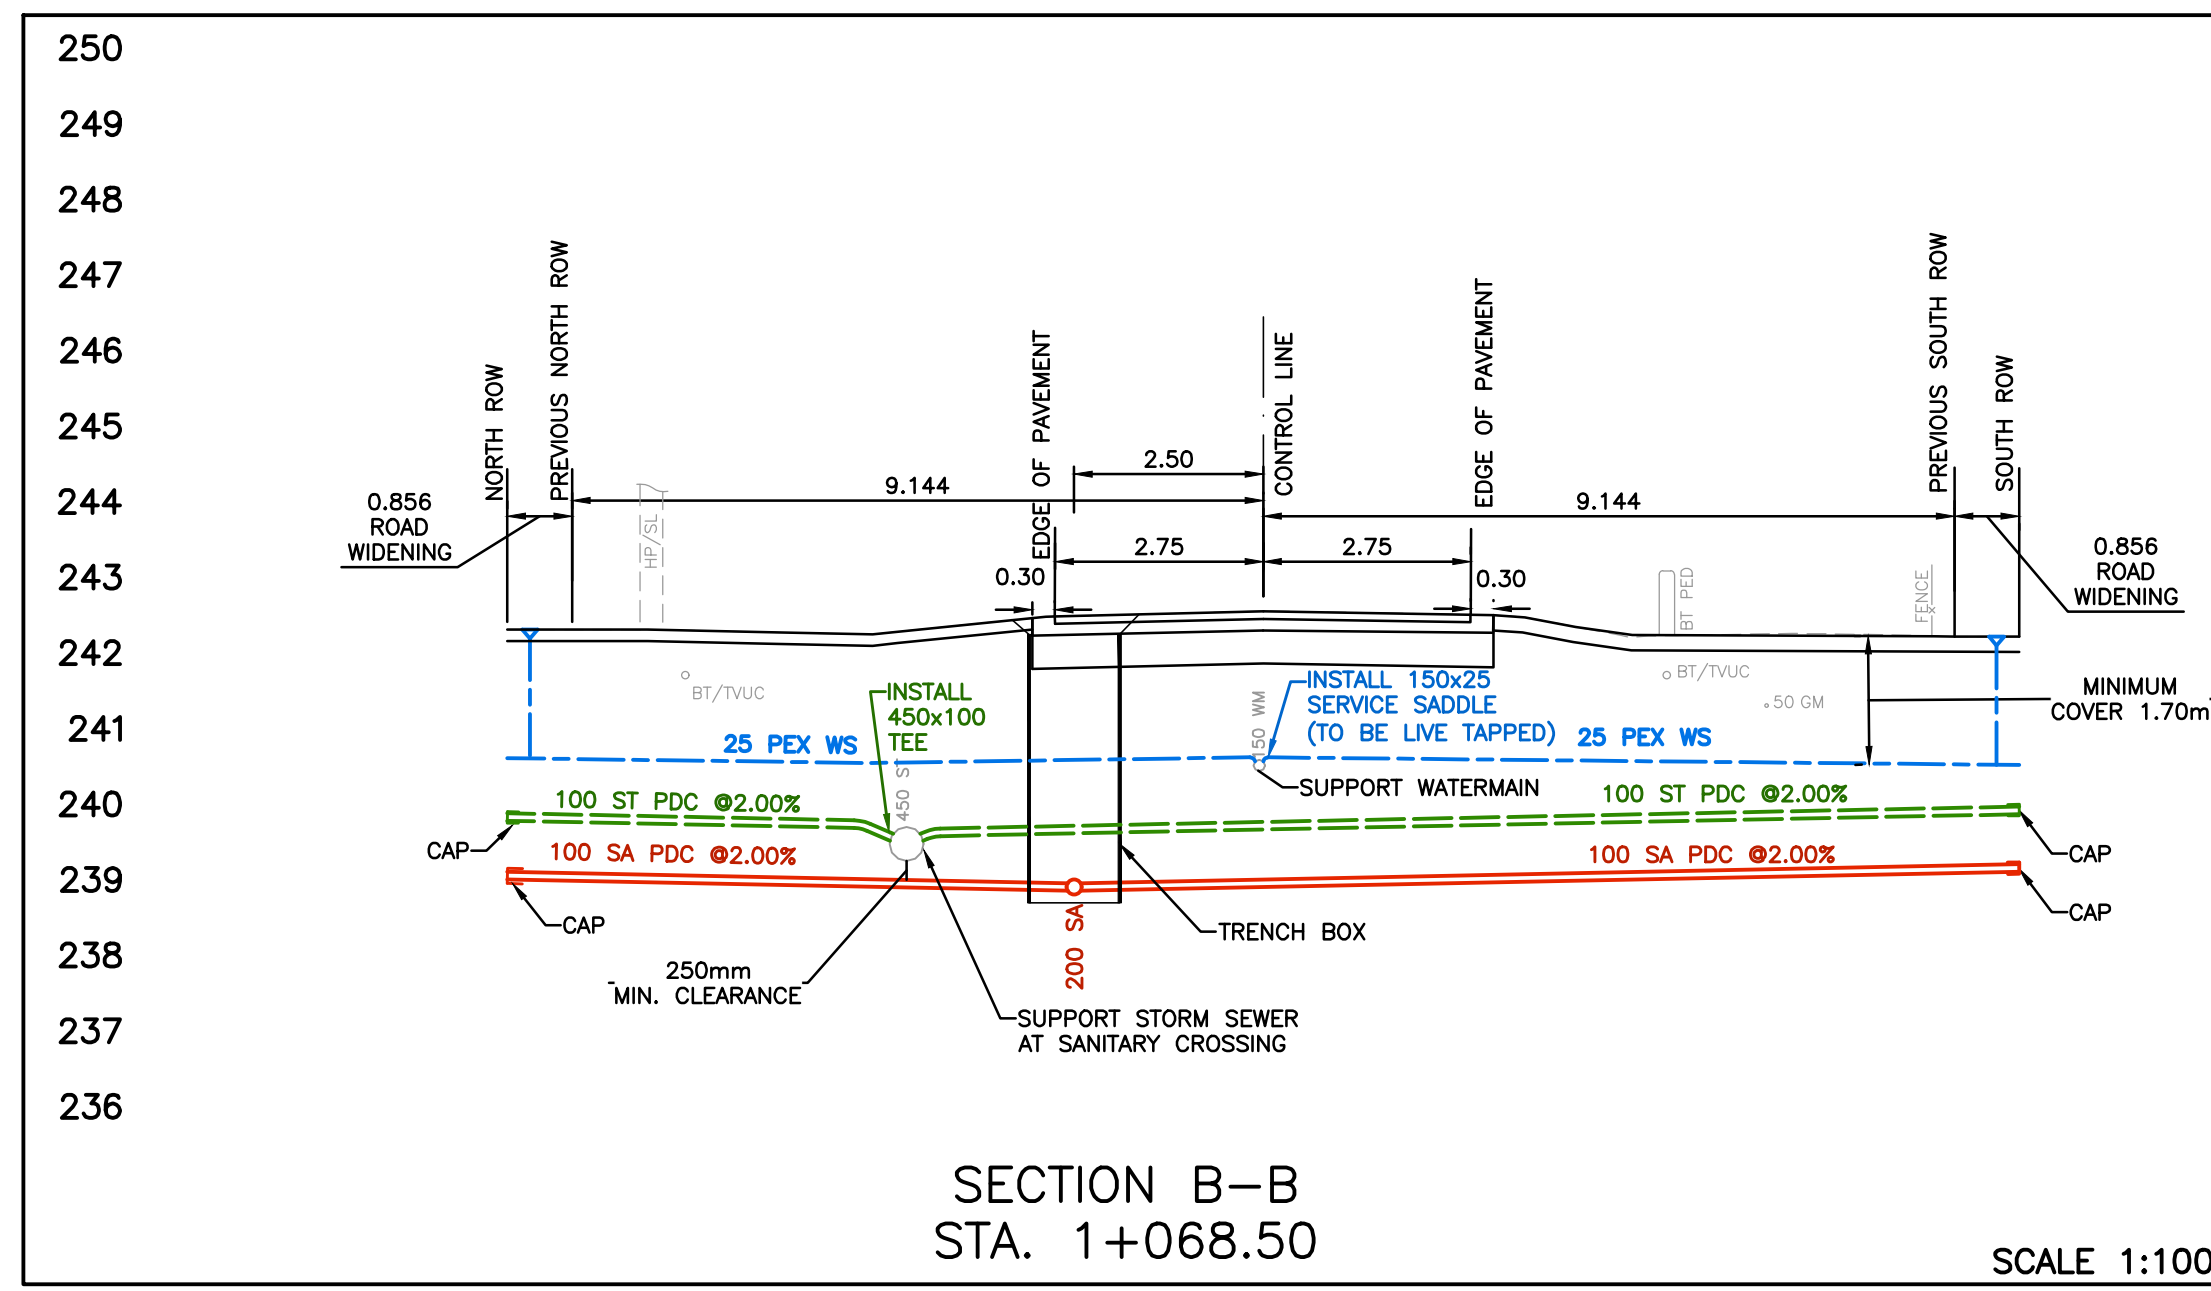 250
249
248
247
246
245
244
243
242
241
240
239
238
237
236
NORTH ROW
PREVIOUS NORTH ROW
EDGE OF PAVEMENT
CONTROL LINE
EDGE OF PAVEMENT
PREVIOUS SOUTH ROW
SOUTH ROW
2.50
9.144
9.144
0.856
ROAD
WIDENING
HP/SL
2.75
2.75
0.30
0.30
BT PED
FENCE
0.856
ROAD
WIDENING
BT/TVUC
INSTALL
450x100
TEE
450 ST
150 WM
INSTALL 150x25
SERVICE SADDLE
(TO BE LIVE TAPPED)
BT/TVUC
50 GM
MINIMUM
COVER 1.70m
25 PEX WS
25 PEX WS
SUPPORT WATERMAIN
100 ST PDC @2.00%
100 ST PDC @2.00%
CAP
100 SA PDC @2.00%
100 SA PDC @2.00%
CAP
CAP
CAP
TRENCH BOX
200 SA
250mm
MIN. CLEARANCE
SUPPORT STORM SEWER
AT SANITARY CROSSING
SECTION B-B
STA. 1+068.50
SCALE 1:100